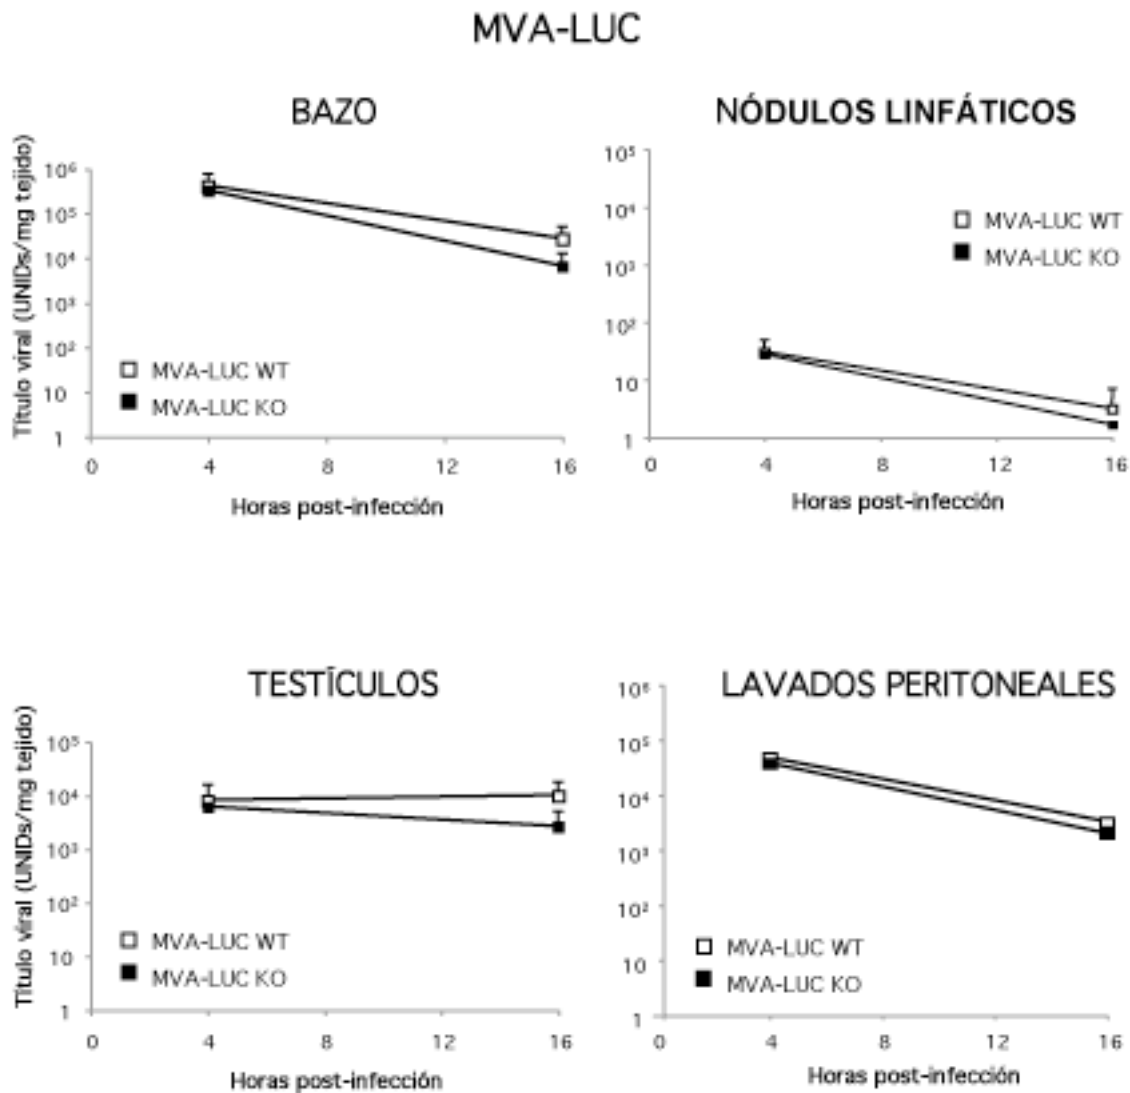 MVA-LUC
BAZO
Título viral (UNIDs/mg tejido)
10⁶
10⁵
10⁴
10³
10²
10
1
MVA-LUC WT
MVA-LUC KO
0 4 8 12 16
Horas post-infección
NÓDULOS LINFÁTICOS
10⁵
10⁴
10³
10²
10
1
MVA-LUC WT
MVA-LUC KO
0 4 8 12 16
Horas post-infección
TESTÍCULOS
Título viral (UNIDs/mg tejido)
10⁵
10⁴
10³
10²
10
1
MVA-LUC WT
MVA-LUC KO
0 4 8 12 16
Horas post-infección
LAVADOS PERITONEALES
10⁶
10⁵
10⁴
10³
10²
10
1
MVA-LUC WT
MVA-LUC KO
0 4 8 12 16
Horas post-infección